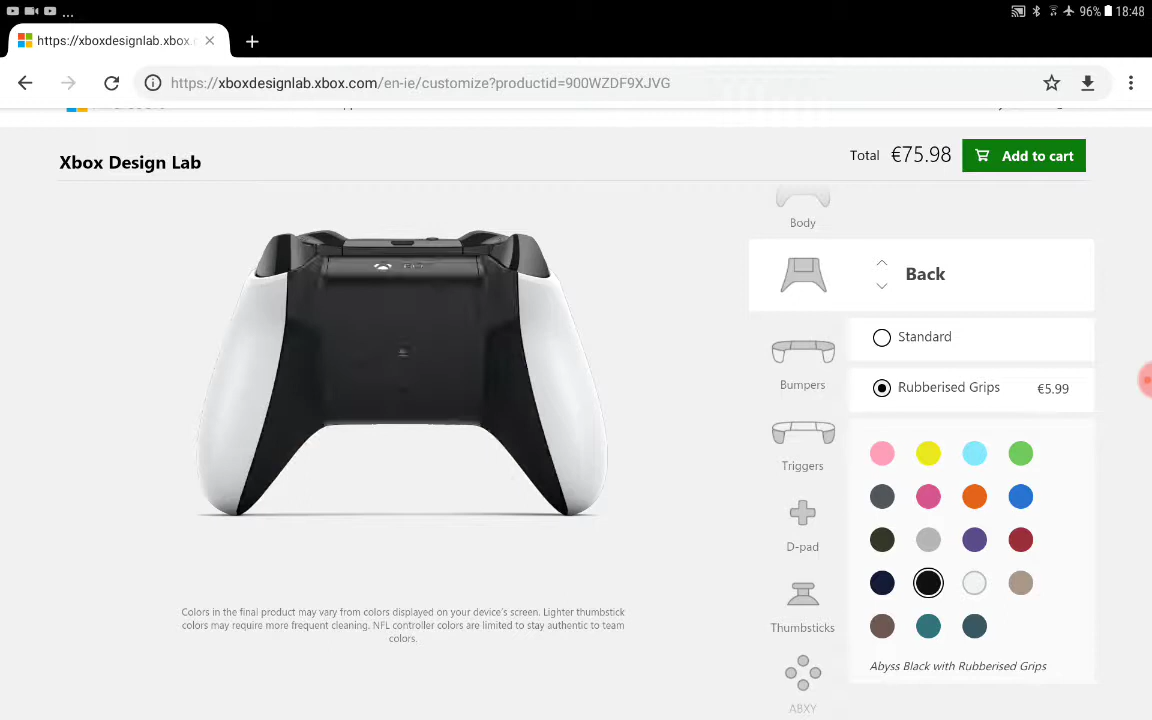 ...
96% 18:48
https://xboxdesignlab.xbox.
https://xboxdesignlab.xbox.com/en-ie/customize?productid=900WZDF9XJVG
Xbox Design Lab
Total €75.98 Add to cart
Body
Back
Standard
Bumpers
Rubberised Grips €5.99
Triggers
D-pad
Thumbsticks
Colors in the final product may vary from colors displayed on your device's screen. Lighter thumbstick
colors may require more frequent cleaning. NFL controller colors are limited to stay authentic to team
colors.
Abyss Black with Rubberised Grips
ABXY